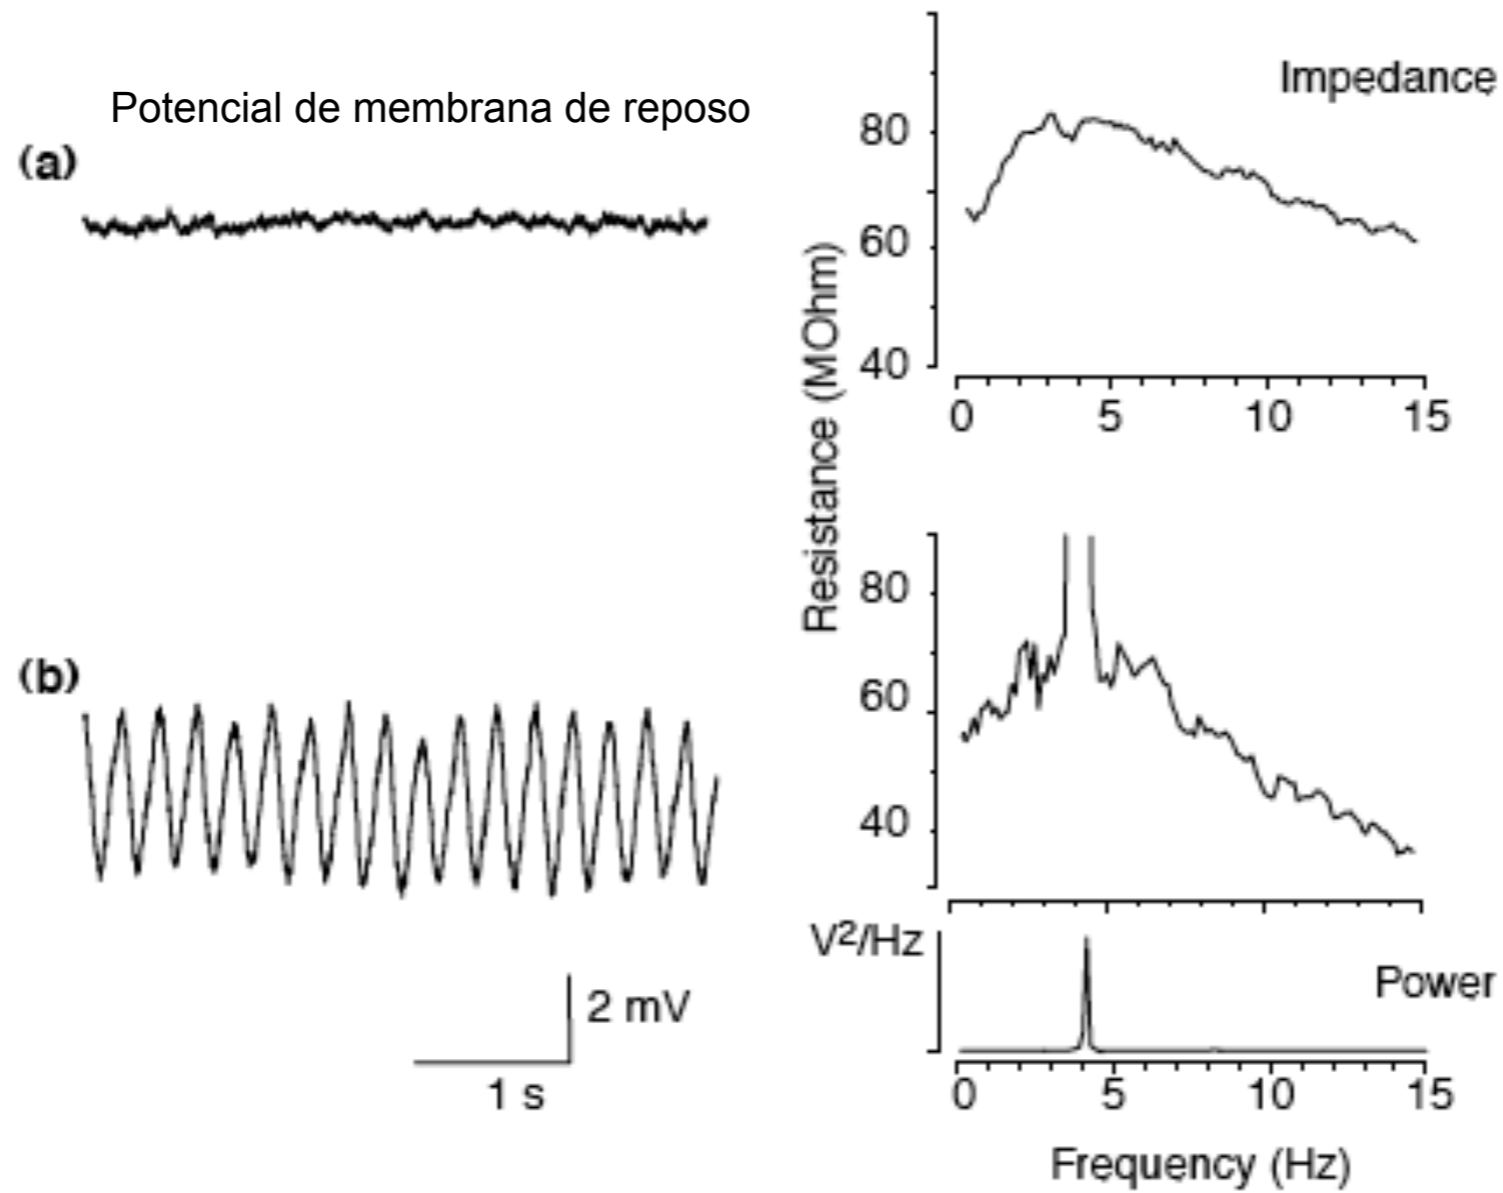 Potencial de membrana de reposo
(a)
Impedance
80
60
40
Resistance (MOhm)
0 5 10 15
(b)
80
60
40
2 mV
1 s
V²/Hz
Power
0 5 10 15
Frequency (Hz)